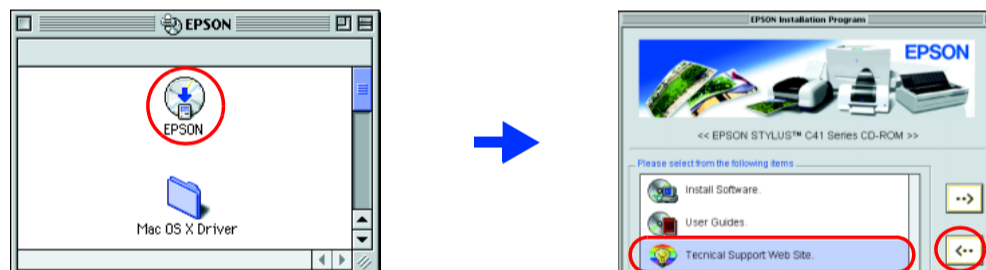 EPSON
EPSON
Mac OS X Driver
EPSON Installation Program
EPSON
<< EPSON STYLUS™ C41 Series CD-ROM >>
Please select from the following items
Install Software.
User Guides.
Tecnical Support Web Site.
-->
<--